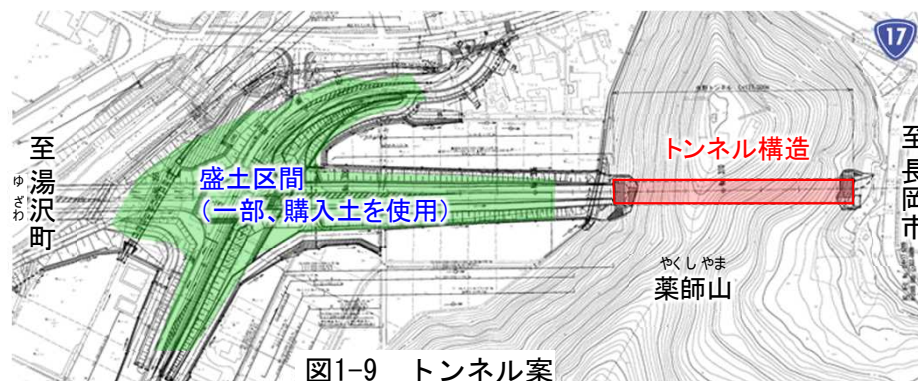 17
トンネル構造
至 長岡市
至 湯沢町
ゆざわ
盛土区間
（一部、購入土を使用）
やくしやま
薬師山
図1-9 トンネル案